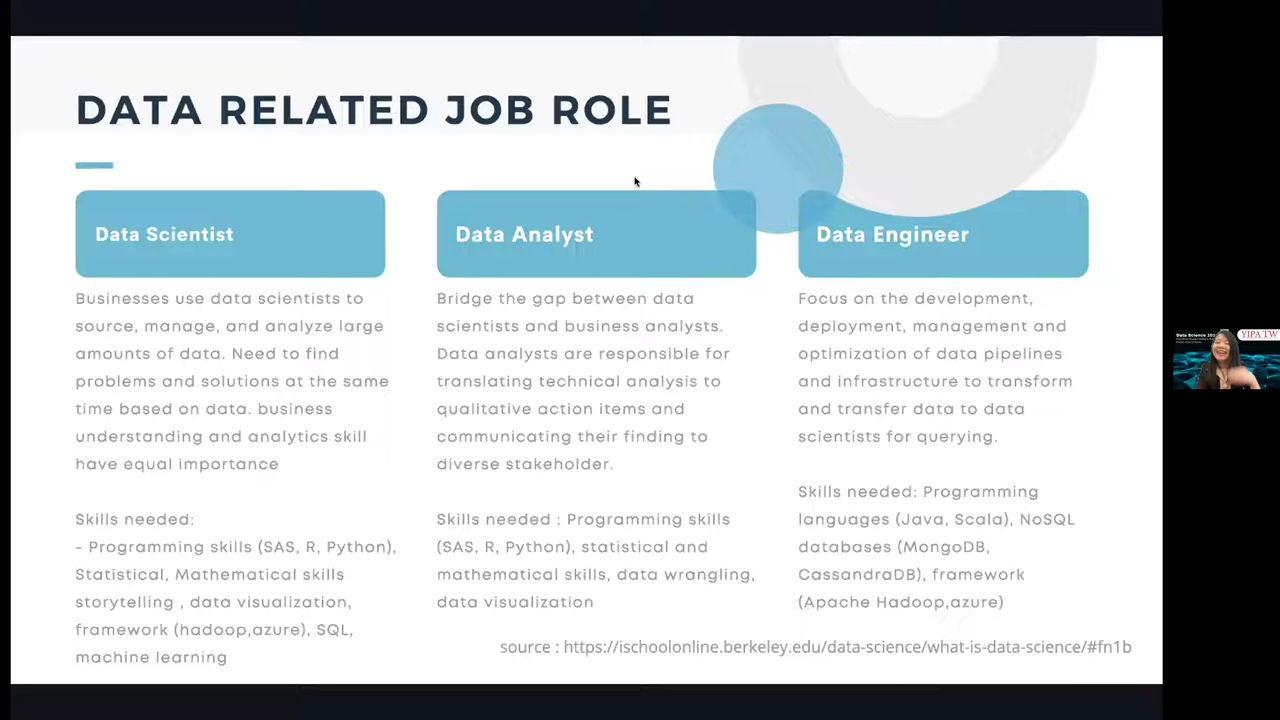 DATA RELATED JOB ROLE
Data Scientist
Businesses use data scientists to
source, manage, and analyze large
amounts of data. Need to find
problems and solutions at the same
time based on data. business
understanding and analytics skill
have equal importance
Skills needed:
- Programming skills (SAS, R, Python),
Statistical, Mathematical skills
storytelling , data visualization,
framework (hadoop,azure), SQL,
machine learning
Data Analyst
Bridge the gap between data
scientists and business analysts.
Data analysts are responsible for
translating technical analysis to
qualitative action items and
communicating their finding to
diverse stakeholder.
Skills needed : Programming skills
(SAS, R, Python), statistical and
mathematical skills, data wrangling,
data visualization
Data Engineer
Focus on the development,
deployment, management and
optimization of data pipelines
and infrastructure to transform
and transfer data to data
scientists for querying.
Skills needed: Programming
languages (Java, Scala), NoSQL
databases (MongoDB,
CassandraDB), framework
(Apache Hadoop,azure)
source : https://ischoolonline.berkeley.edu/data-science/what-is-data-science/#fn1b
Data Science 101
YIPA TW